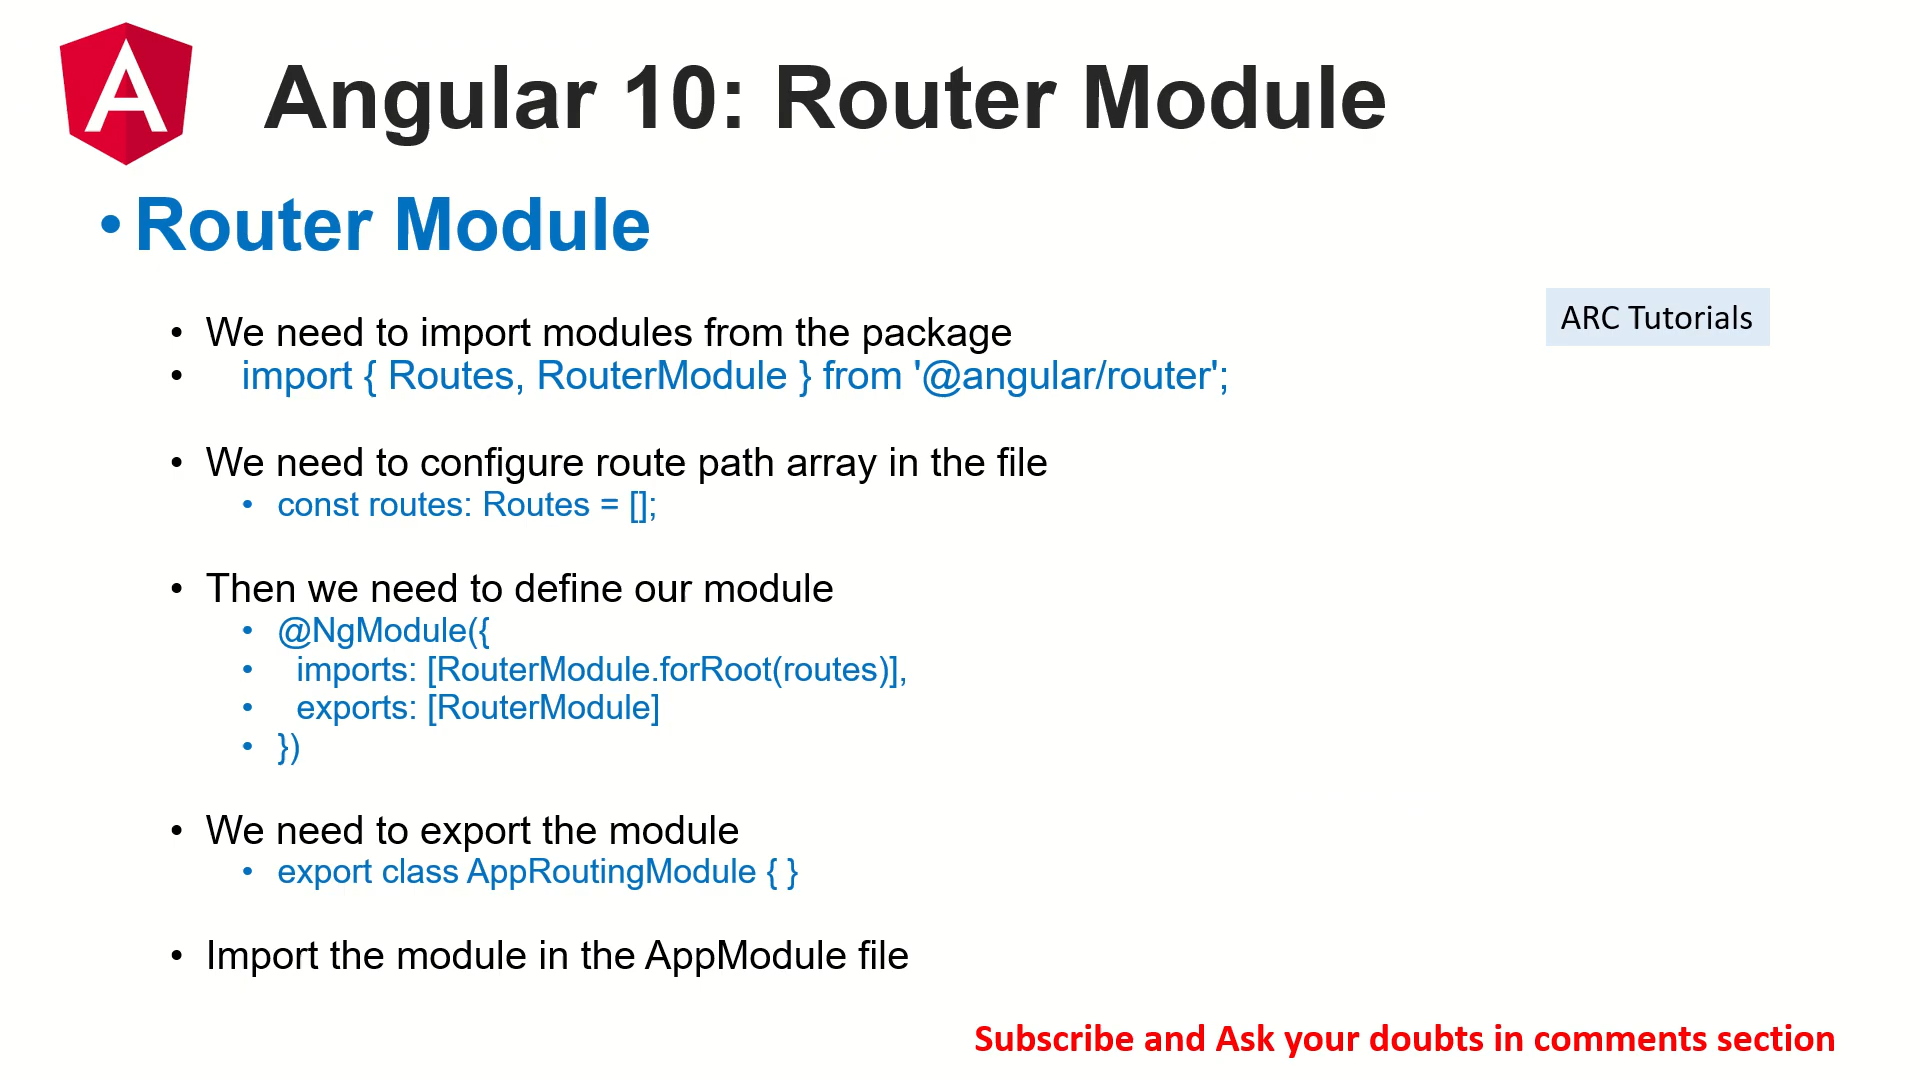 Angular 10: Router Module
• Router Module
ARC Tutorials
• We need to import modules from the package
• import { Routes, RouterModule } from '@angular/router';
• We need to configure route path array in the file
• const routes: Routes = [];
• Then we need to define our module
• @NgModule({
• imports: [RouterModule.forRoot(routes)],
• exports: [RouterModule]
• })
• We need to export the module
• export class AppRoutingModule { }
• Import the module in the AppModule file
Subscribe and Ask your doubts in comments section